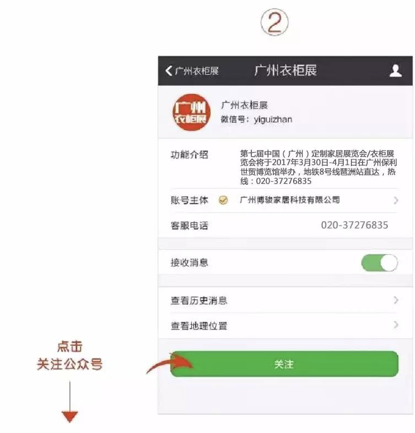 ②
广州衣柜展
广州衣柜展
广州
衣柜展
广州衣柜展
微信号：yiguizhan
功能介绍
第七届中国（广州）定制家居展览会/衣柜展
览会将于2017年3月30日-4月1日在广州保利
世贸博览馆举办，地铁8号线琶洲站直达，热
线：020-37276835
账号主体
广州博骏家居科技有限公司
客服电话
020-37276835
接收消息
查看历史消息
查看地理位置
点击
关注公众号
关注